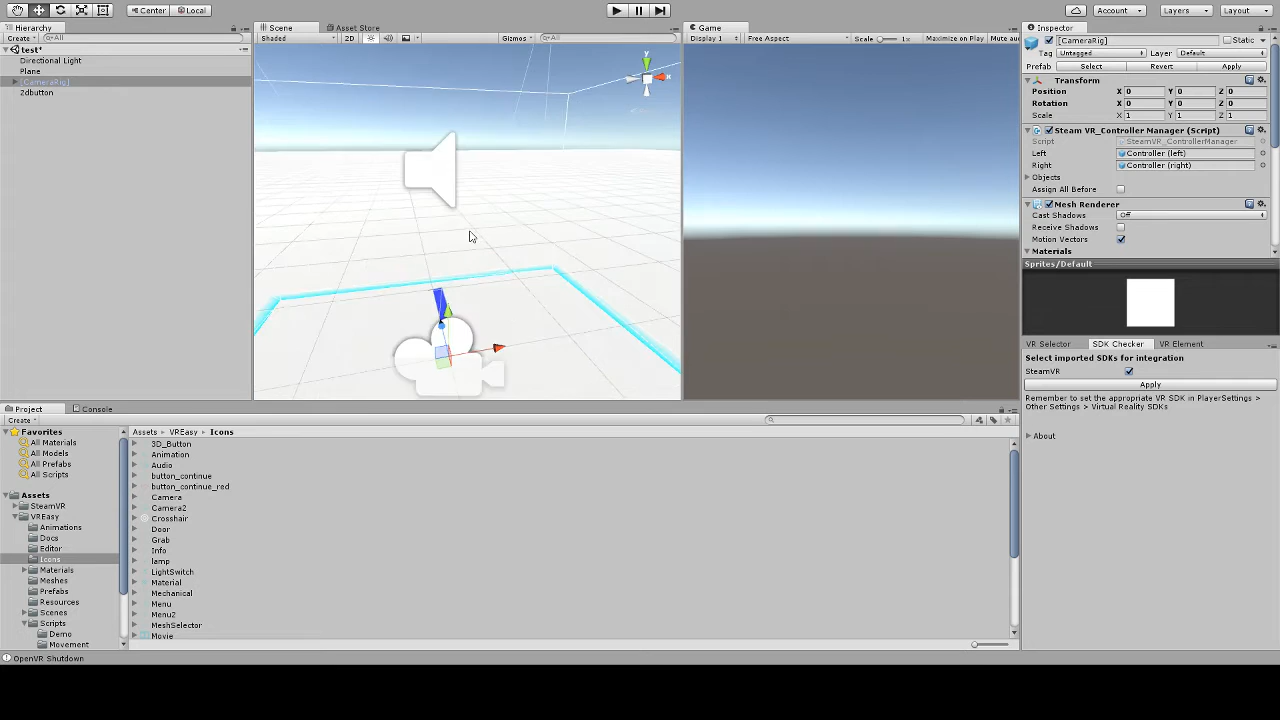 Center Local Account Layers Layout
Hierarchy Scene Asset Store Game Inspector
Create All Shaded 2D Gizmos All Display 1 Free Aspect Scale 1x Maximize on Play Mute au
test*
Directional Light
Plane
[CameraRig]
2dbutton
Y
X
[CameraRig] Static
Tag Untagged Layer Default
Prefab Select Revert Apply
Transform
Position X 0 Y 0 Z 0
Rotation X 0 Y 0 Z 0
Scale X 1 Y 1 Z 1
Steam VR_Controller Manager (Script)
Script SteamVR_ControllerManager
Left Controller (left)
Right Controller (right)
Objects
Assign All Before
Mesh Renderer
Cast Shadows Off
Receive Shadows
Motion Vectors
Materials
Sprites/Default
VR Selector SDK Checker VR Element
Select imported SDKs for integration
SteamVR
Apply
Remember to set the appropriate VR SDK in PlayerSettings >
Other Settings > Virtual Reality SDKs
About
Project Console
Create
Favorites
All Materials
All Models
All Prefabs
All Scripts
Assets
SteamVR
VREasy
Animations
Docs
Editor
Icons
Materials
Meshes
Prefabs
Resources
Scenes
Scripts
Demo
Movement
Assets VREasy Icons
3D_Button
Animation
Audio
button_continue
button_continue_red
Camera
Camera2
Crosshair
Door
Grab
Info
lamp
LightSwitch
Material
Mechanical
Menu
Menu2
MeshSelector
Movie
OpenVR Shutdown